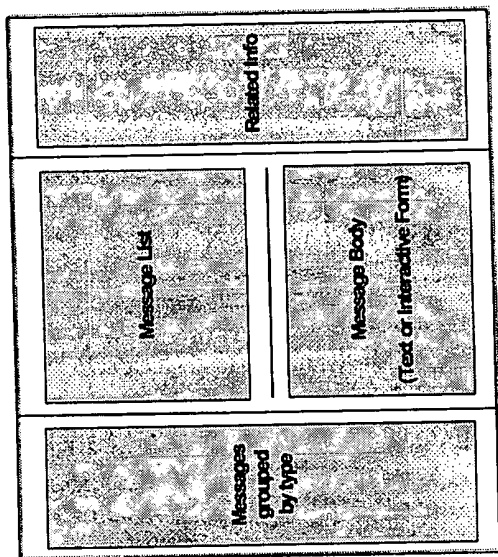 Messages
grouped
by type
Message List
Message Body
(Text or Interactive Form)
Related Info